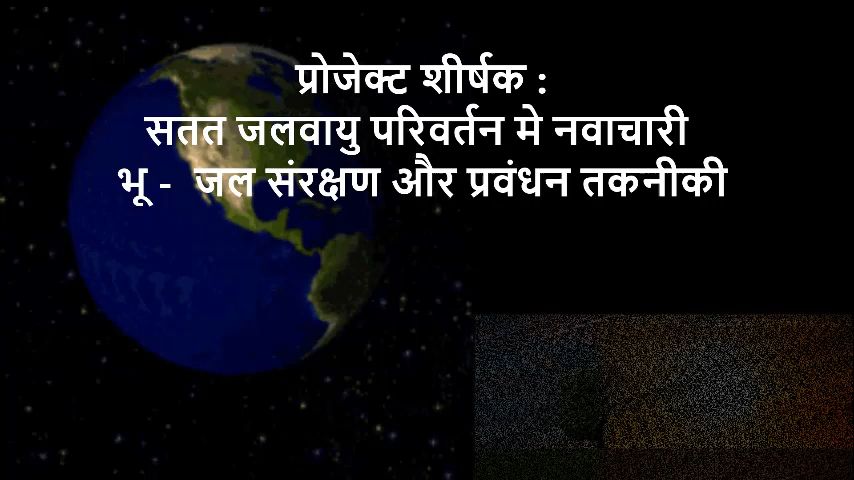 प्रोजेक्ट शीर्षक :
सतत जलवायु परिवर्तन मे नवाचारी
भू - जल संरक्षण और प्रवंधन तकनीकी